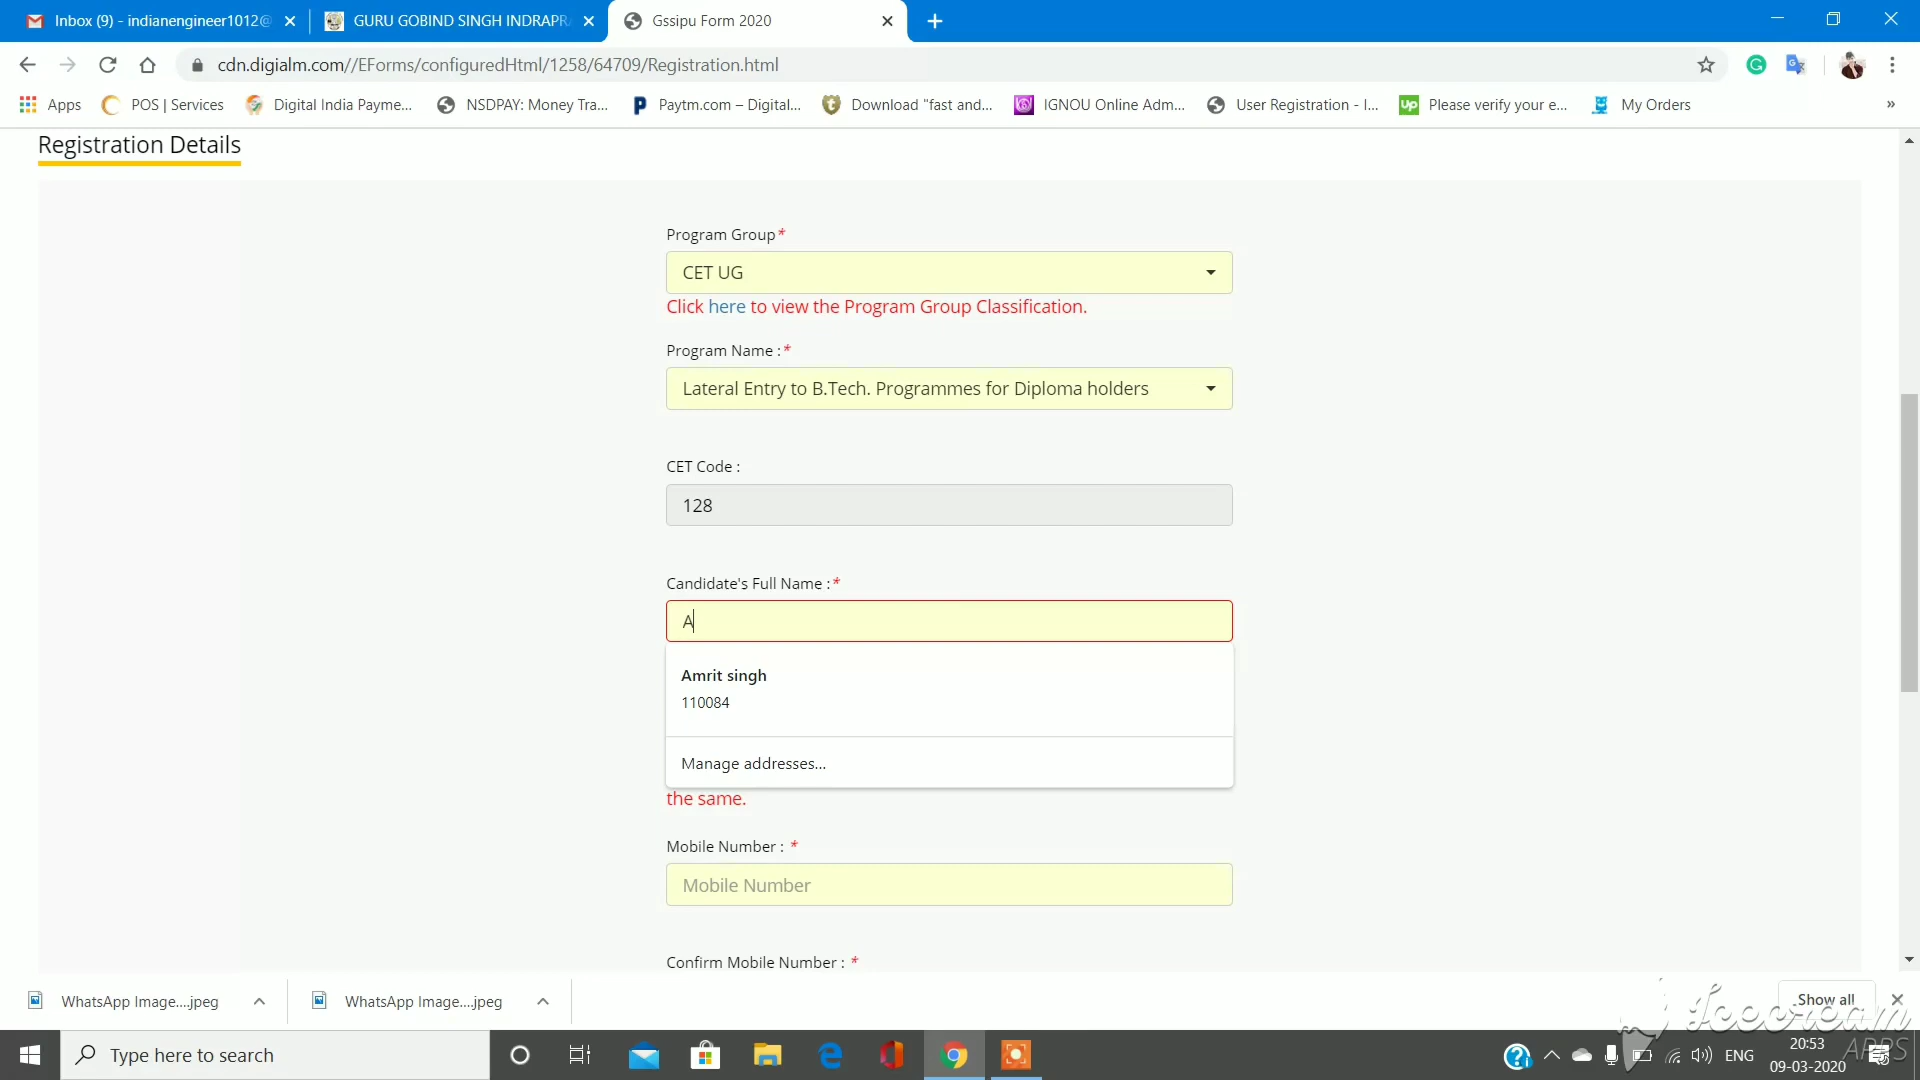 Inbox (9) - indianengineer1012@
GURU GOBIND SINGH INDRAPR
Gssipu Form 2020
cdn.digialm.com//EForms/configuredHtml/1258/64709/Registration.html
Apps
POS | Services
Digital India Payme...
NSDPAY: Money Tra...
Paytm.com – Digital...
Download "fast and...
IGNOU Online Adm...
User Registration - I...
Please verify your e...
My Orders
Registration Details
Program Group*
CET UG
Click here to view the Program Group Classification.
Program Name :*
Lateral Entry to B.Tech. Programmes for Diploma holders
CET Code :
128
Candidate's Full Name :*
A
Amrit singh
110084
Manage addresses...
the same.
Mobile Number : *
Mobile Number
Confirm Mobile Number : *
WhatsApp Image....jpeg
WhatsApp Image....jpeg
Show all
Icecream
APPS
Type here to search
ENG
20:53
09-03-2020